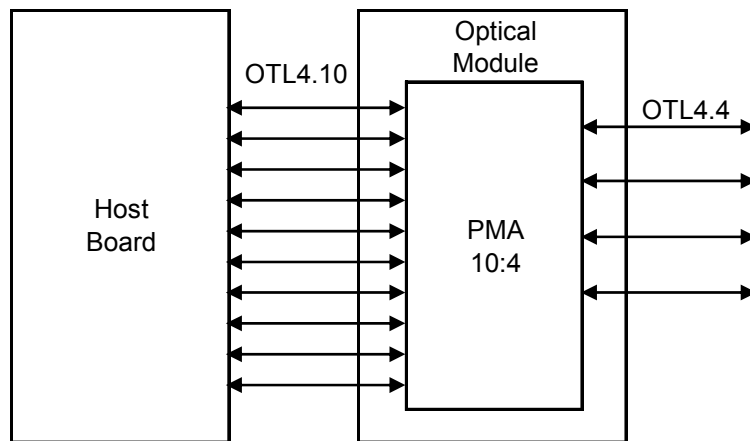 Optical
Module
OTL4.10
OTL4.4
Host
Board
PMA
10:4